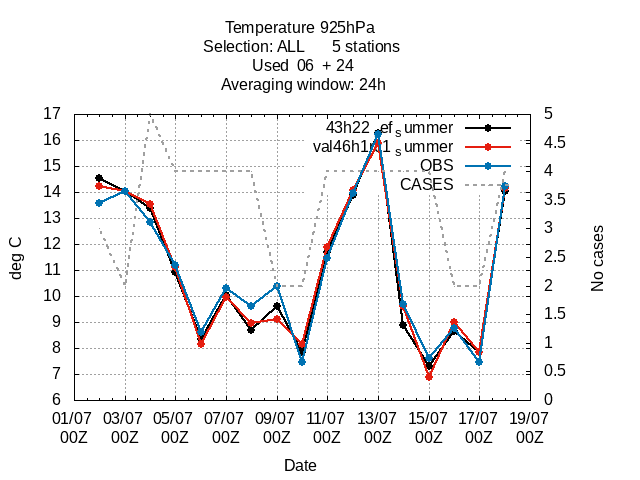 Temperature 925hPa
Selection: ALL 5 stations
Used 06 + 24
Averaging window: 24h
17
16
15
14
13
12
11
10
9
8
7
6
deg C
5
4.5
4
3.5
3
2.5
2
1.5
1
0.5
0
No cases
ummer
ummer
OBS
CASES
01/07 03/07 05/07 07/07 09/07 11/07 13/07 15/07 17/07 19/07
00Z 00Z 00Z 00Z 00Z 00Z 00Z 00Z 00Z 00Z
Date